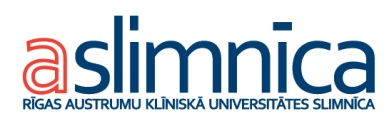 aslimnīca
RĪGAS AUSTRUMU KLĪNISKĀ UNIVERSITĀTES SLIMNĪCA